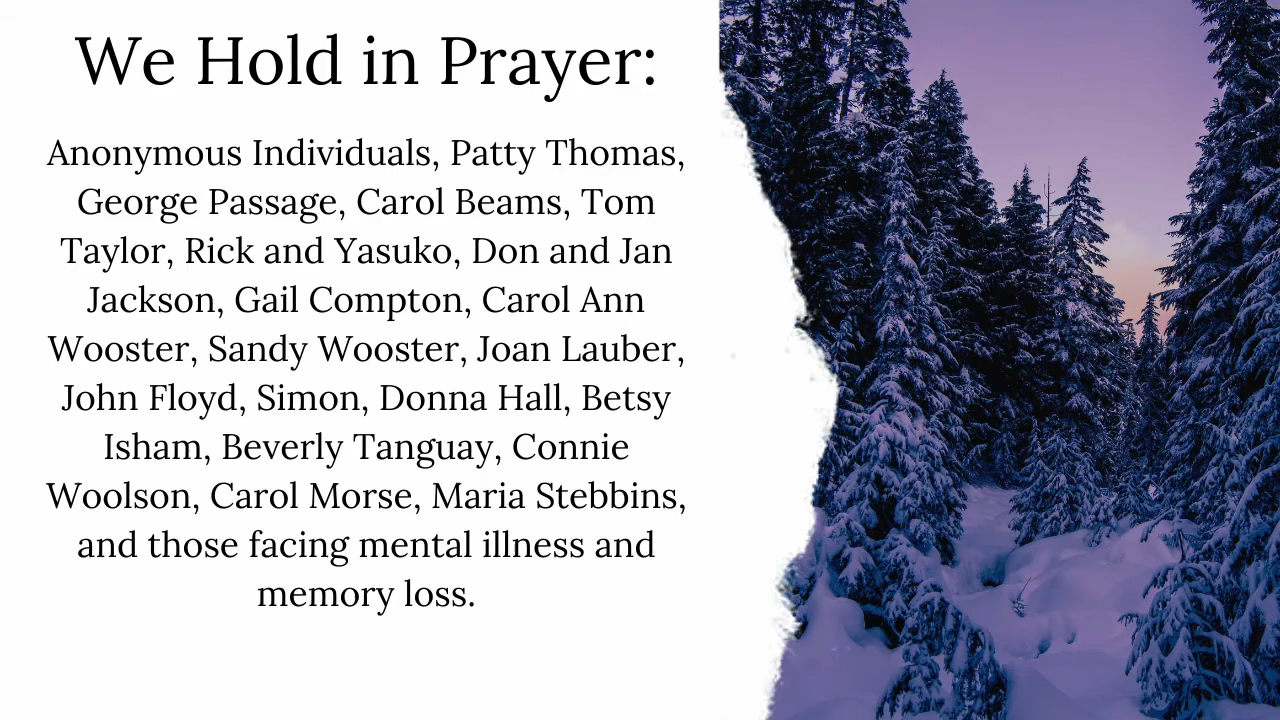 We Hold in Prayer:
Anonymous Individuals, Patty Thomas,
George Passage, Carol Beams, Tom
Taylor, Rick and Yasuko, Don and Jan
Jackson, Gail Compton, Carol Ann
Wooster, Sandy Wooster, Joan Lauber,
John Floyd, Simon, Donna Hall, Betsy
Isham, Beverly Tanguay, Connie
Woolson, Carol Morse, Maria Stebbins,
and those facing mental illness and
memory loss.